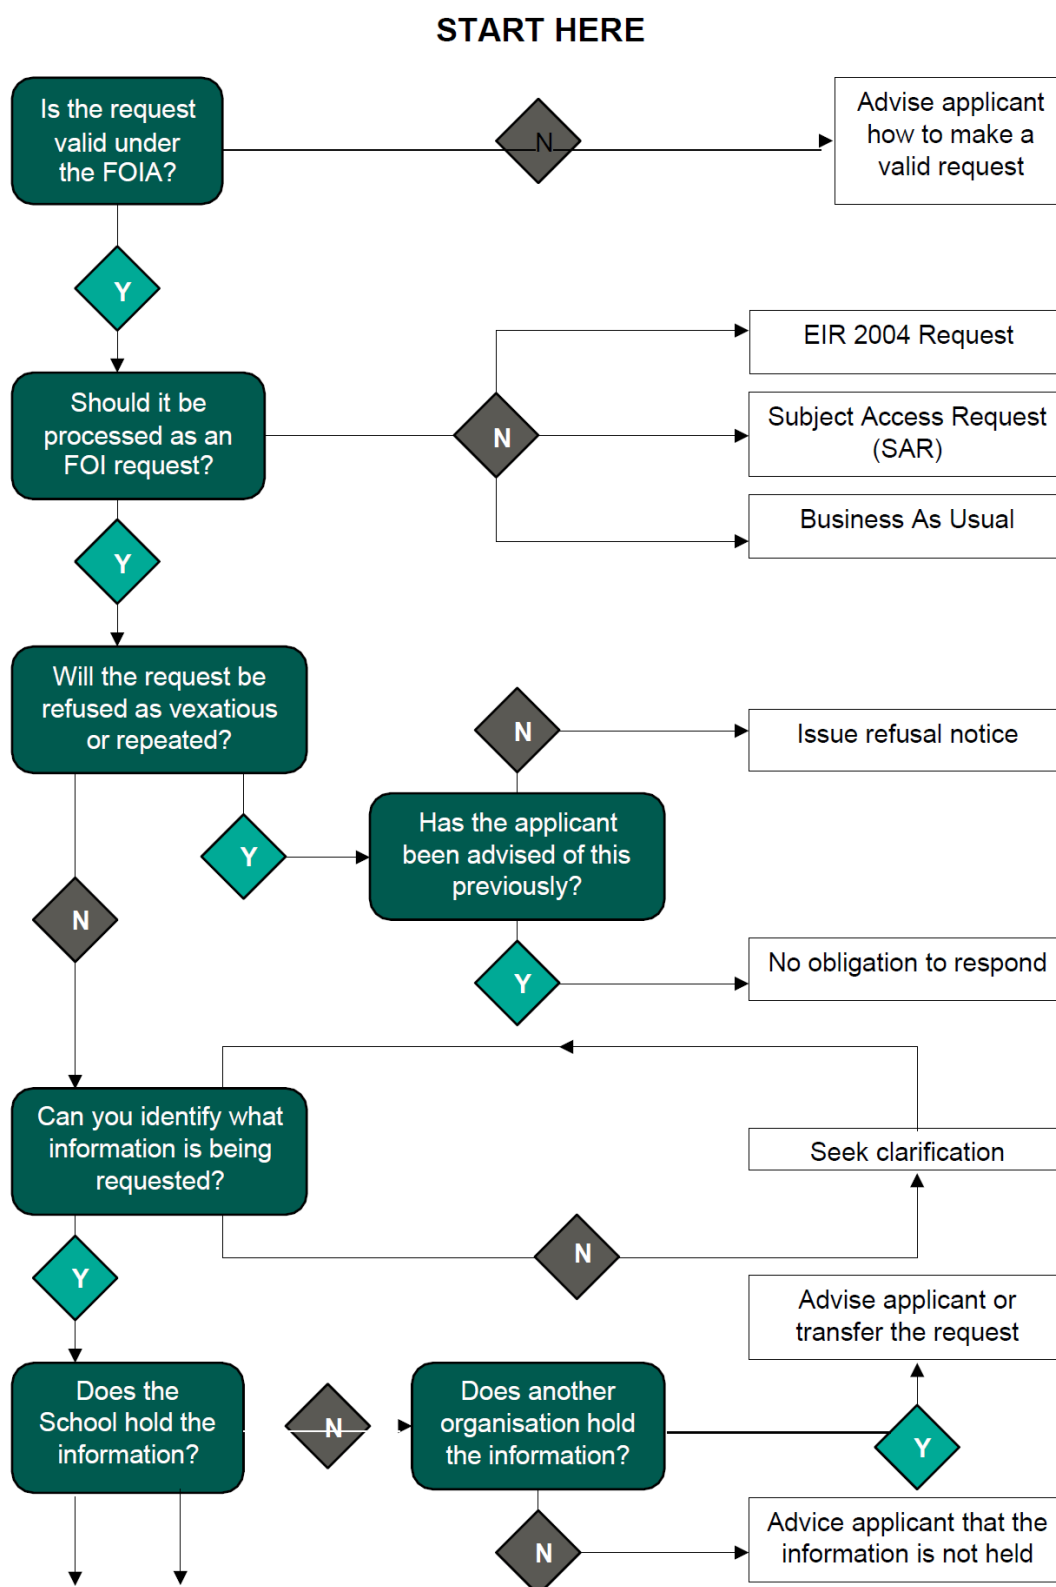 START HERE
Is the request
valid under
the FOIA?
N
Advise applicant
how to make a
valid request
Y
EIR 2004 Request
Should it be
processed as an
FOI request?
N
Subject Access Request
(SAR)
Business As Usual
Y
Will the request be
refused as vexatious
or repeated?
N
Issue refusal notice
Y
Has the applicant
been advised of this
previously?
N
Y
No obligation to respond
Can you identify what
information is being
requested?
Seek clarification
N
Y
Advise applicant or
transfer the request
Does the
School hold the
information?
N
Does another
organisation hold
the information?
Y
N
Advice applicant that the
information is not held